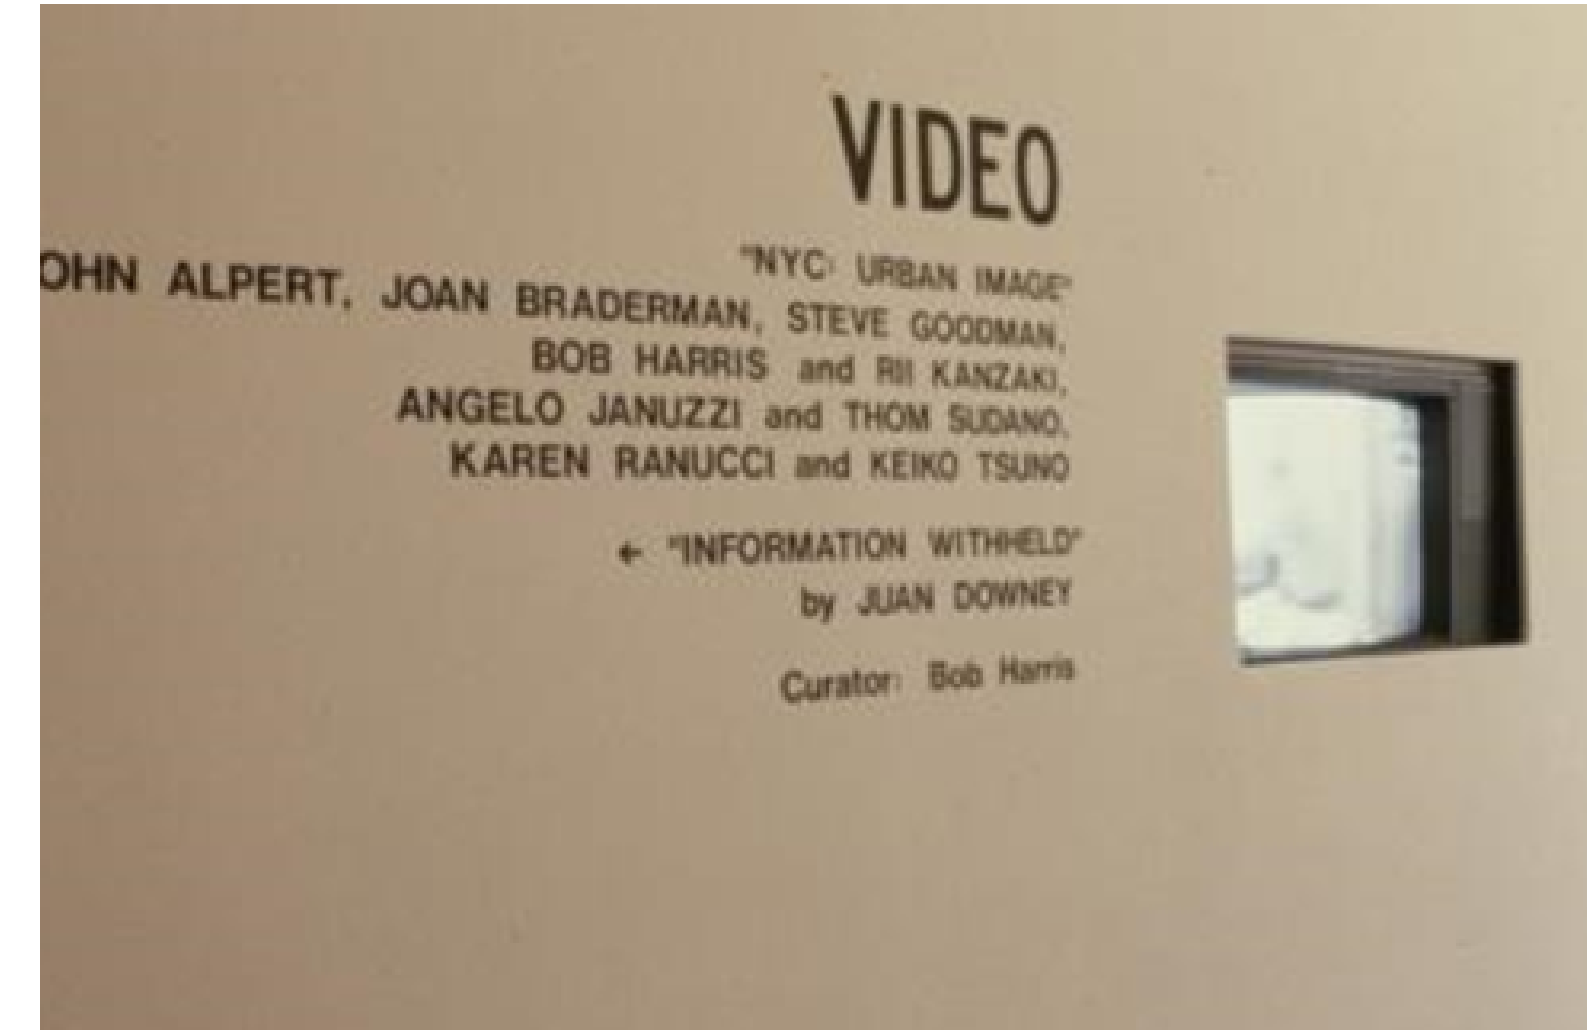 VIDEO
"NYC: URBAN IMAGE"
OHN ALPERT, JOAN BRADERMAN, STEVE GOODMAN,
BOB HARRIS and RII KANZAKI,
ANGELO JANUZZI and THOM SUDANO,
KAREN RANUCCI and KEIKO TSUNO
← "INFORMATION WITHHELD"
by JUAN DOWNEY
Curator: Bob Harris